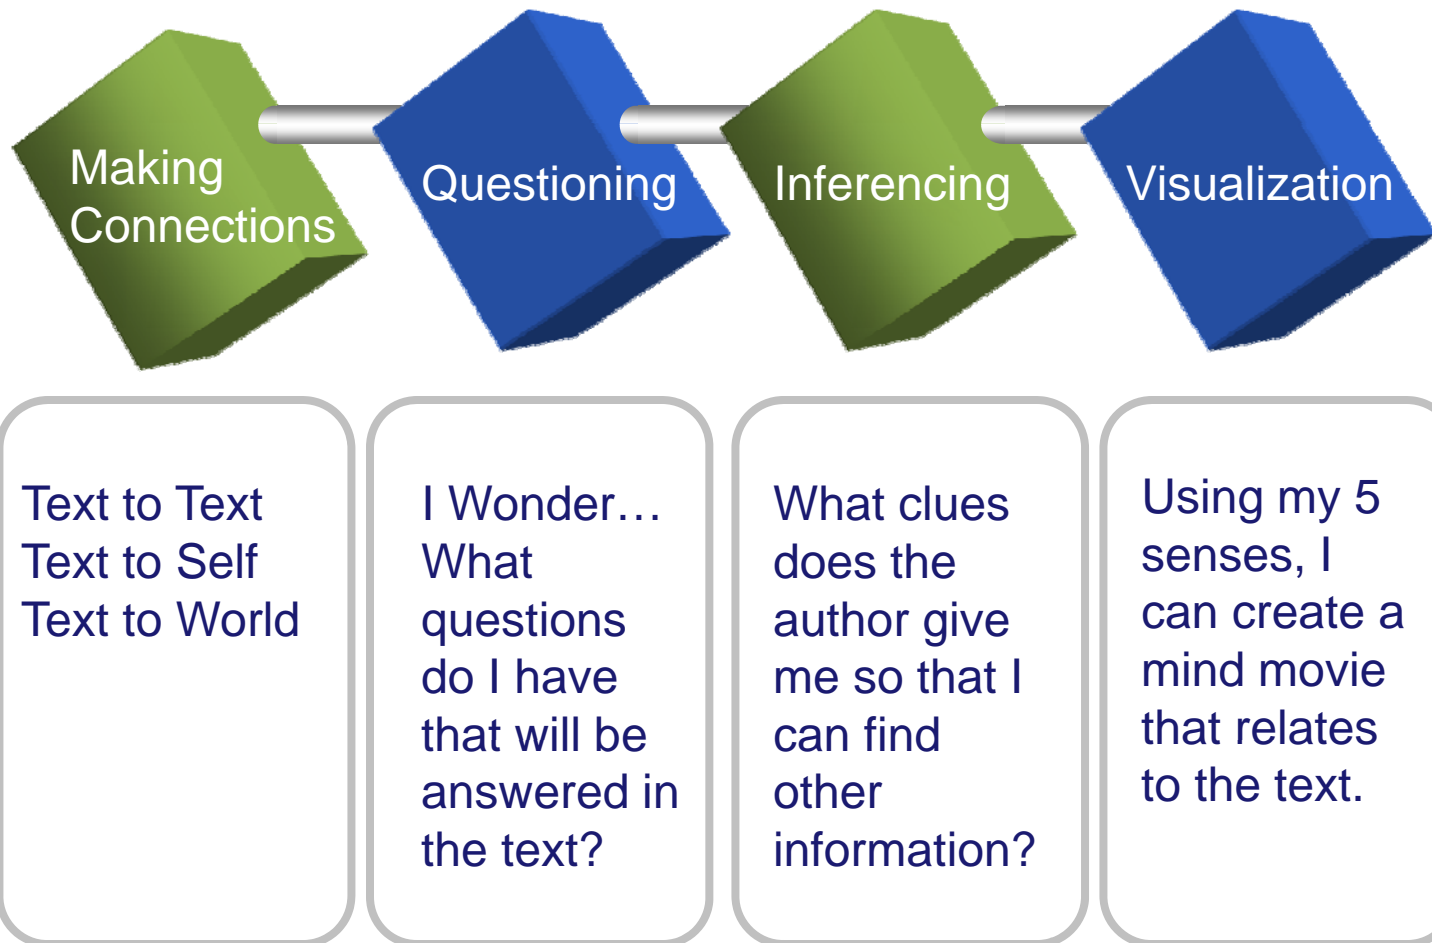 Making
Connections
Questioning
Inferencing
Visualization
Text to Text
Text to Self
Text to World
I Wonder…
What
questions
do I have
that will be
answered in
the text?
What clues
does the
author give
me so that I
can find
other
information?
Using my 5
senses, I
can create a
mind movie
that relates
to the text.